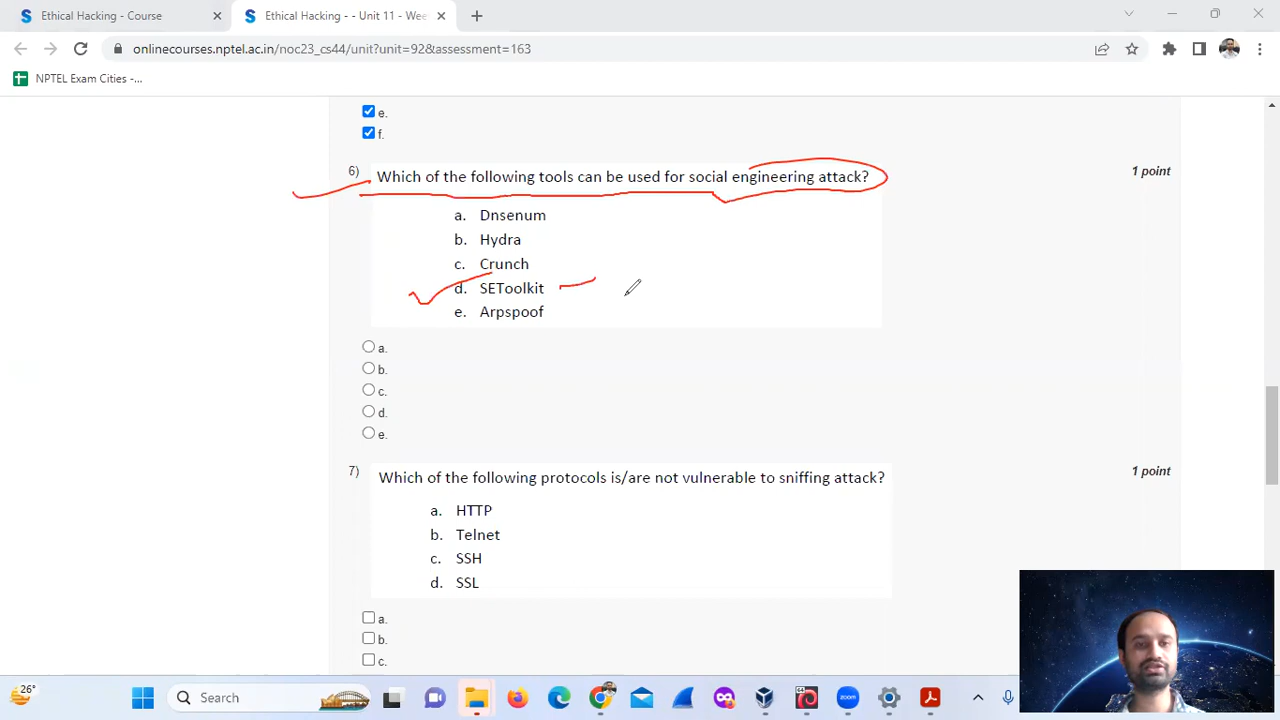 Ethical Hacking - Course
Ethical Hacking - - Unit 11 - Wee
onlinecourses.nptel.ac.in/noc23_cs44/unit?unit=92&assessment=163
NPTEL Exam Cities -...
e.
f.
6) Which of the following tools can be used for social engineering attack? 1 point
a. Dnsenum
b. Hydra
c. Crunch
d. SEToolkit
e. Arpspoof
a.
b.
c.
d.
e.
7) Which of the following protocols is/are not vulnerable to sniffing attack? 1 point
a. HTTP
b. Telnet
c. SSH
d. SSL
a.
b.
c.
26°
Search
zoom